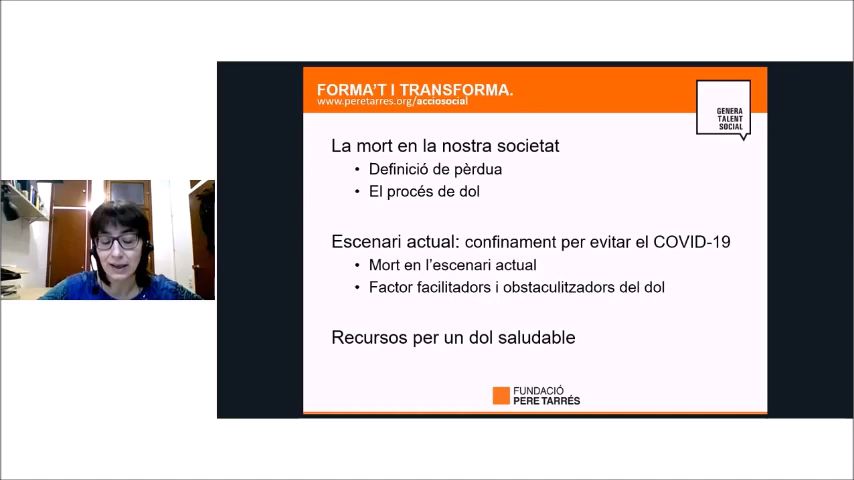 FORMA'T I TRANSFORMA.
www.peretarres.org/acciosocial
GENERA
TALENT
SOCIAL
La mort en la nostra societat
• Definició de pèrdua
• El procés de dol
Escenari actual: confinament per evitar el COVID-19
• Mort en l'escenari actual
• Factor facilitadors i obstaculitzadors del dol
Recursos per un dol saludable
FUNDACIÓ
PERE TARRÉS